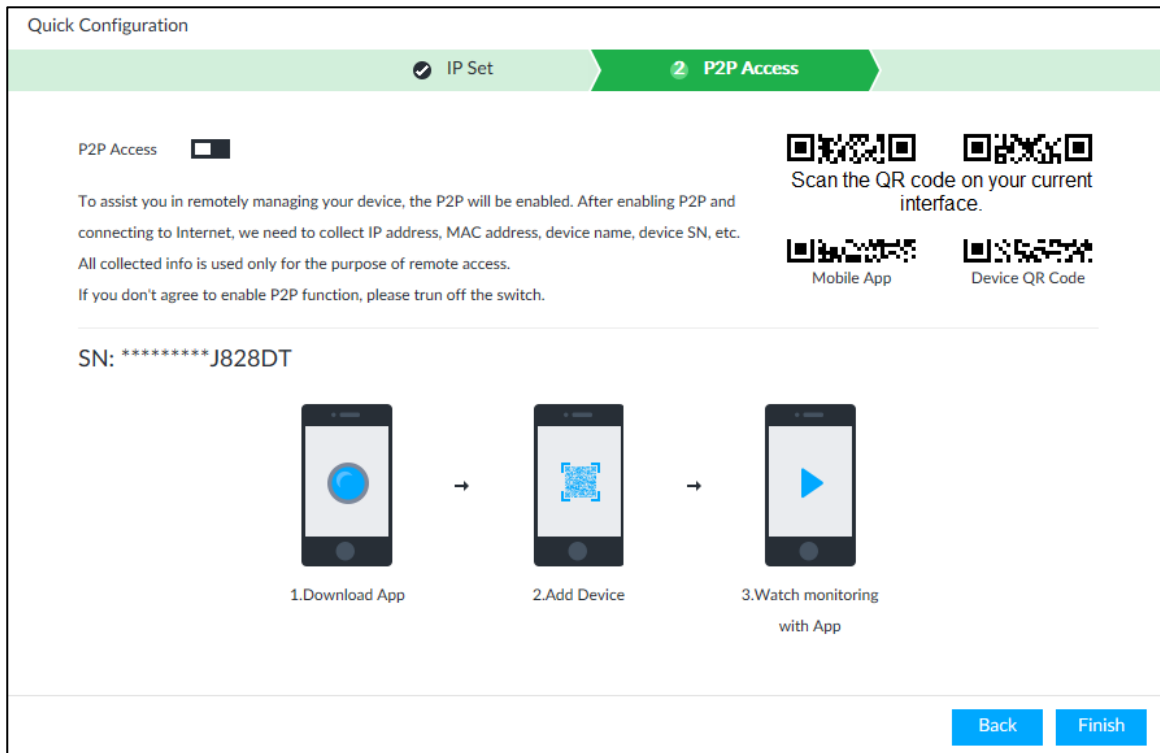 Quick Configuration
IP Set
2 P2P Access
P2P Access
To assist you in remotely managing your device, the P2P will be enabled. After enabling P2P and
connecting to Internet, we need to collect IP address, MAC address, device name, device SN, etc.
All collected info is used only for the purpose of remote access.
If you don't agree to enable P2P function, please trun off the switch.
Scan the QR code on your current
interface.
Mobile App
Device QR Code
SN: *********J828DT
1.Download App
2.Add Device
3.Watch monitoring
with App
Back
Finish